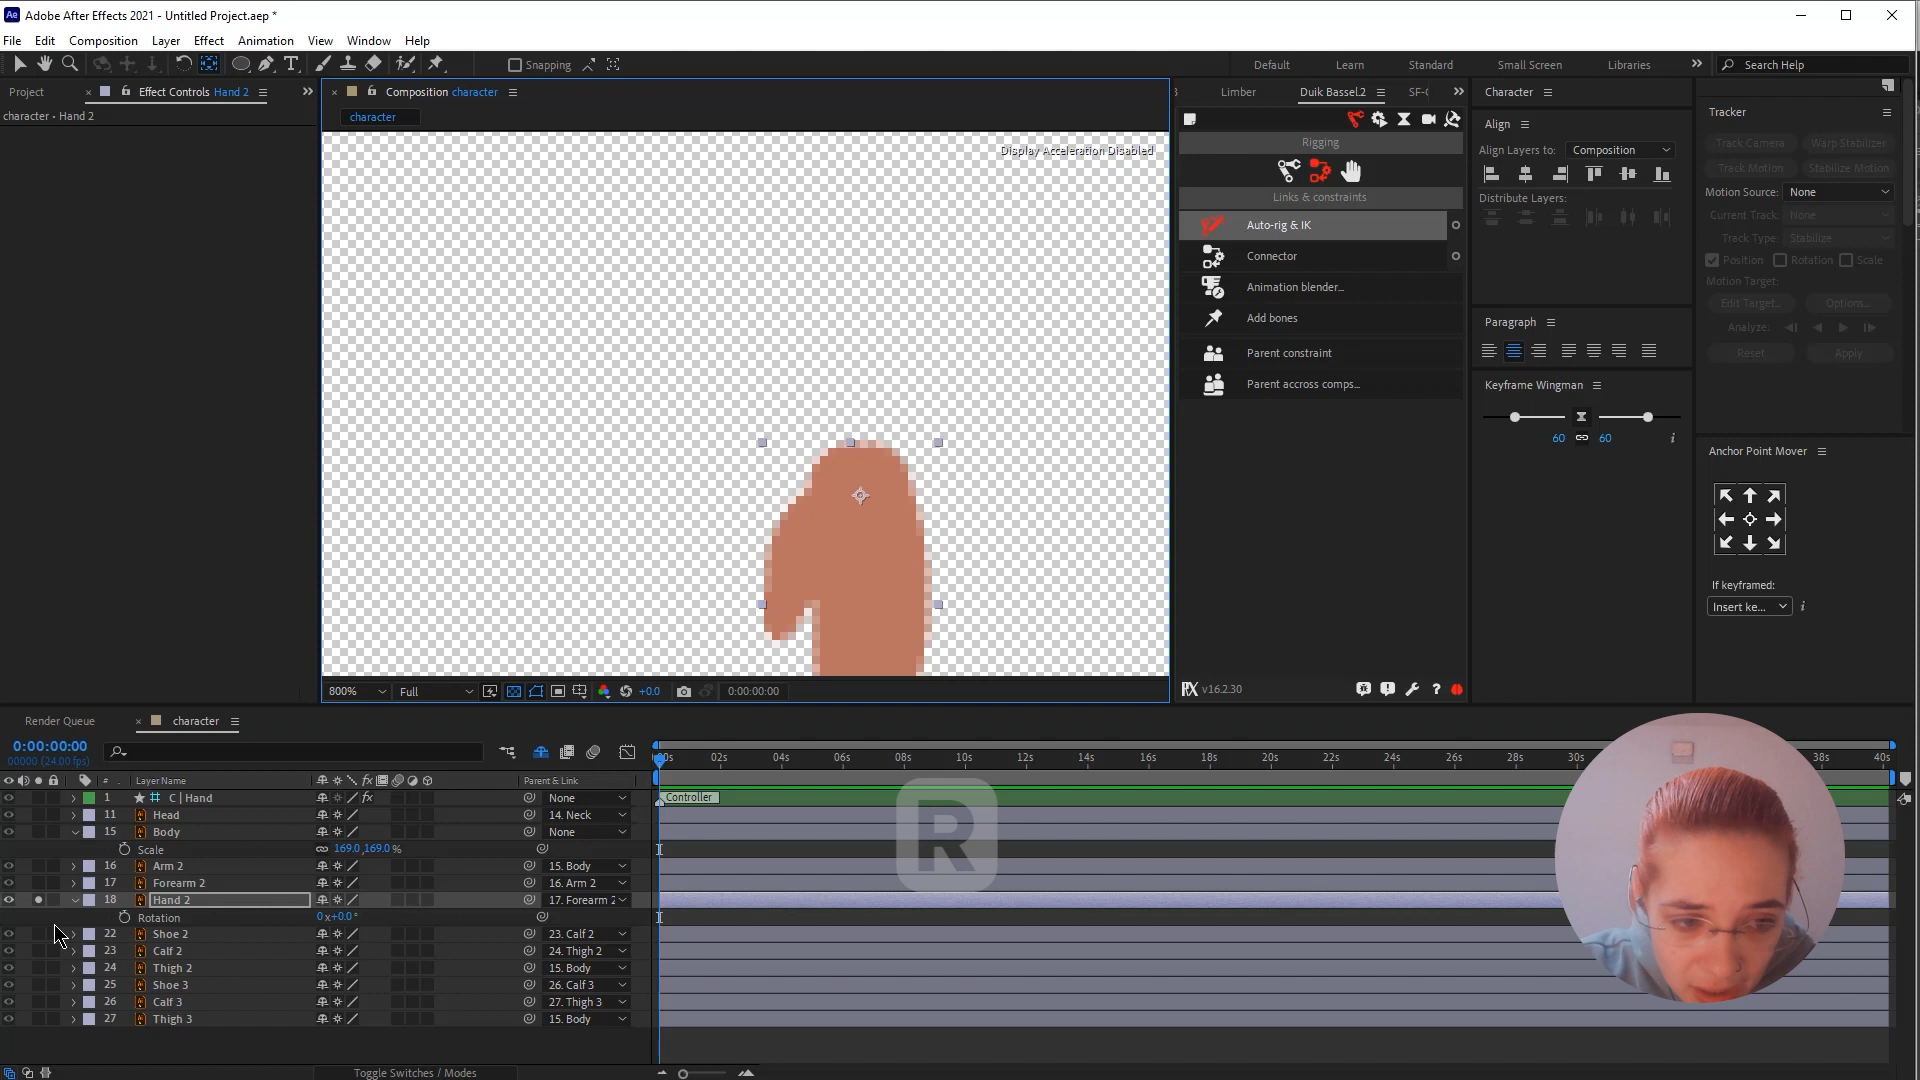 Adobe After Effects 2021 - Untitled Project.aep *
File Edit Composition Layer Effect Animation View Window Help
Snapping Default Learn Standard Small Screen Libraries Search Help
Project Effect Controls Hand 2
character • Hand 2
Composition character
character
Display Acceleration Disabled
800% Full +0.0 0:00:00:00
Limber Duik Bassel.2
Rigging
Links & constraints
Auto-rig & IK
Connector
Animation blender...
Add bones
Parent constraint
Parent accross comps...
v16.2.30
Character
Align
Align Layers to: Composition
Distribute Layers:
Paragraph
Keyframe Wingman
60 60
Tracker
Track Camera Warp Stabilizer
Track Motion Stabilize Motion
Motion Source: None
Current Track: None
Track Type: Stabilize
Position Rotation Scale
Motion Target:
Edit Target... Options...
Analyze:
Reset Apply
Anchor Point Mover
If keyframed:
Insert ke...
Render Queue character
0:00:00:00
00000 (24.00 fps)
# Layer Name Parent & Link
1 C | Hand None
11 Head 14. Neck
15 Body None
Scale 169.0,169.0 %
16 Arm 2 15. Body
17 Forearm 2 16. Arm 2
18 Hand 2 17. Forearm 2
Rotation 0x+0.0°
22 Shoe 2 23. Calf 2
23 Calf 2 24. Thigh 2
24 Thigh 2 15. Body
25 Shoe 3 26. Calf 3
26 Calf 3 27. Thigh 3
27 Thigh 3 15. Body
Toggle Switches / Modes
02s 04s 06s 08s 10s 12s 14s 16s 18s 20s 22s 24s 26s 28s 30s 38s 40s
Controller
R